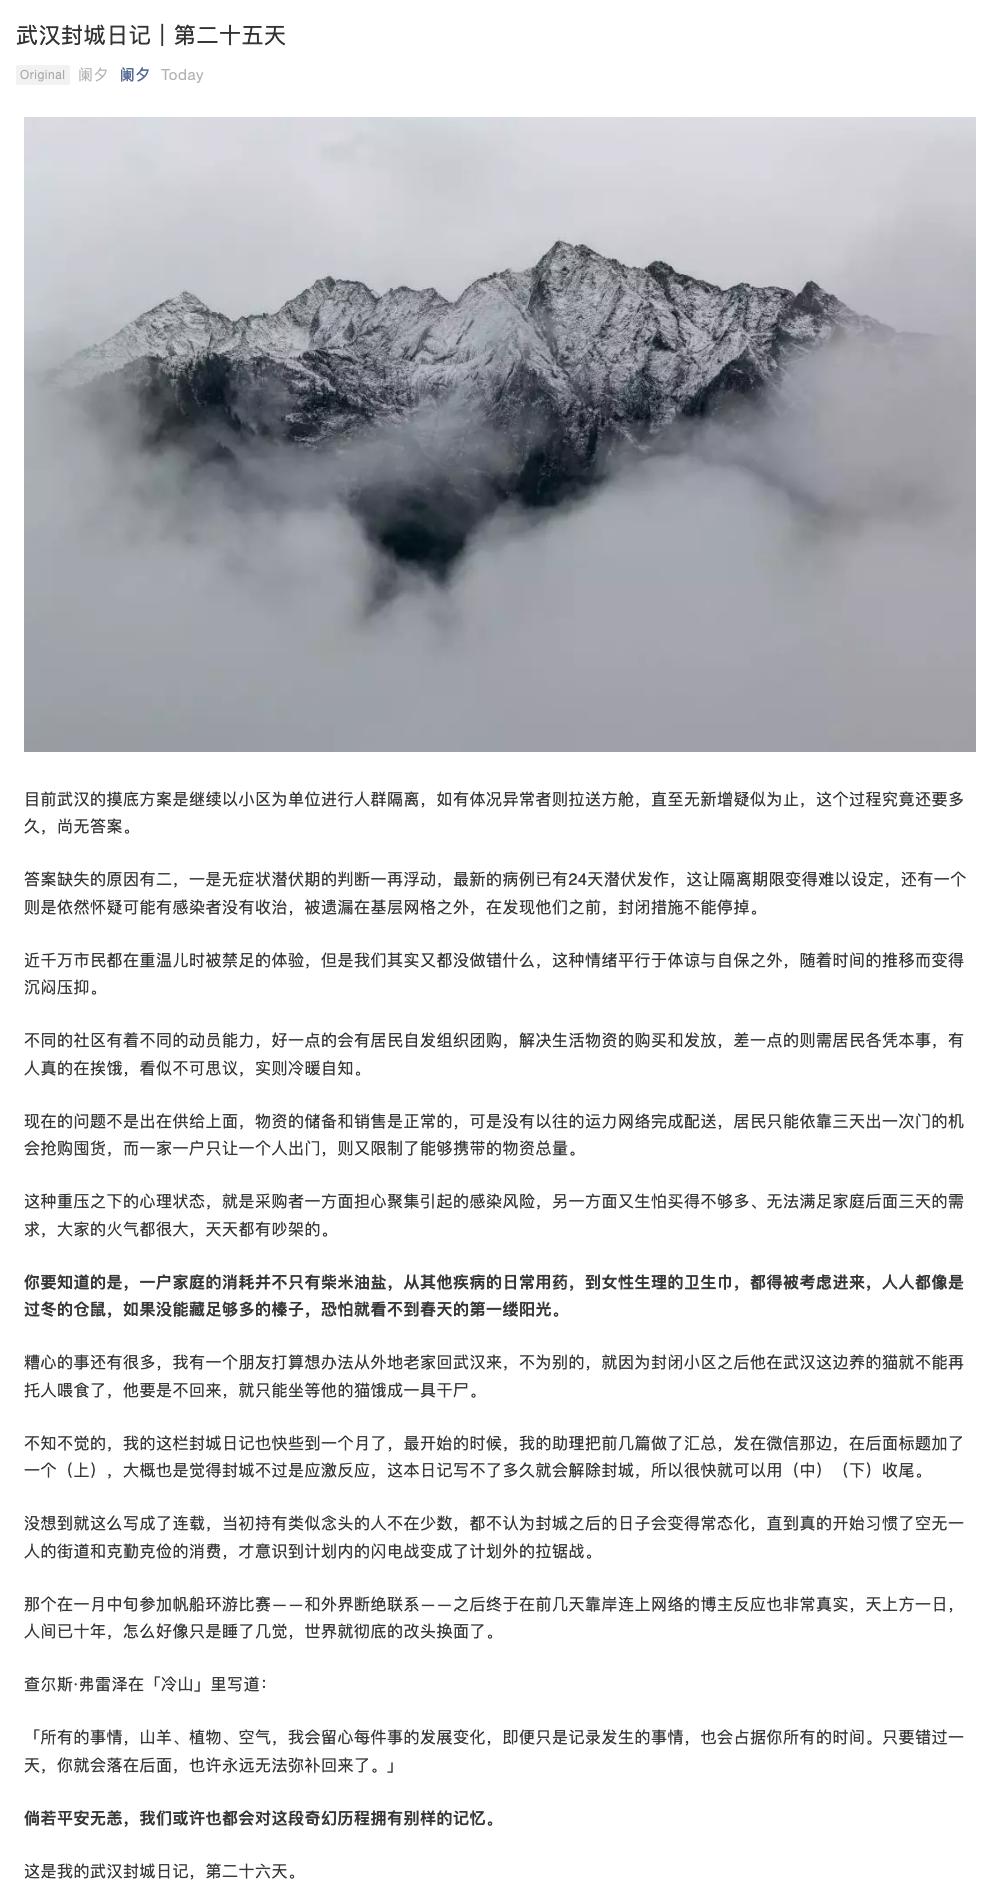 武汉封城日记 | 第二十五天
Original 阑夕 阑夕 Today
目前武汉的摸底方案是继续以小区为单位进行人群隔离，如有体况异常者则拉送方舱，直至无新增疑似为止，这个过程究竟还要多
久，尚无答案。
答案缺失的原因有二，一是无症状潜伏期的判断一再浮动，最新的病例已有24天潜伏发作，这让隔离期限变得难以设定，还有一个
则是依然怀疑可能有感染者没有收治，被遗漏在基层网格之外，在发现他们之前，封闭措施不能停掉。
近千万市民都在重温儿时被禁足的体验，但是我们其实又都没做错什么，这种情绪平行于体谅与自保之外，随着时间的推移而变得
沉闷压抑。
不同的社区有着不同的动员能力，好一点的会有居民自发组织团购，解决生活物资的购买和发放，差一点的则需居民各凭本事，有
人真的在挨饿，看似不可思议，实则冷暖自知。
现在的问题不是出在供给上面，物资的储备和销售是正常的，可是没有以往的运力网络完成配送，居民只能依靠三天出一次门的机
会抢购囤货，而一家一户只让一个人出门，则又限制了能够携带的物资总量。
这种重压之下的心理状态，就是采购者一方面担心聚集引起的感染风险，另一方面又生怕买得不够多、无法满足家庭后面三天的需
求，大家的火气都很大，天天都有吵架的。
你要知道的是，一户家庭的消耗并不只有柴米油盐，从其他疾病的日常用药，到女性生理的卫生巾，都得被考虑进来，人人都像是
过冬的仓鼠，如果没能藏足够多的榛子，恐怕就看不到春天的第一缕阳光。
糟心的事还有很多，我有一个朋友打算想办法从外地老家回武汉来，不为别的，就因为封闭小区之后他在武汉这边养的猫就不能再
托人喂食了，他要是不回来，就只能坐等他的猫饿成一具干尸。
不知不觉的，我的这栏封城日记也快些到一个月了，最开始的时候，我的助理把前几篇做了汇总，发在微信那边，在后面标题加了
一个（上），大概也是觉得封城不过是应激反应，这本日记写不了多久就会解除封城，所以很快就可以用（中）（下）收尾。
没想到就这么写成了连载，当初持有类似念头的人不在少数，都不认为封城之后的日子会变得常态化，直到真的开始习惯了空无一
人的街道和克勤克俭的消费，才意识到计划内的闪电战变成了计划外的拉锯战。
那个在一月中旬参加帆船环游比赛——和外界断绝联系——之后终于在前几天靠岸连上网络的博主反应也非常真实，天上方一日，
人间已十年，怎么好像只是睡了几觉，世界就彻底的改头换面了。
查尔斯·弗雷泽在「冷山」里写道：
「所有的事情，山羊、植物、空气，我会留心每件事的发展变化，即便只是记录发生的事情，也会占据你所有的时间。只要错过一
天，你就会落在后面，也许永远无法弥补回来了。」
倘若平安无恙，我们或许也都会对这段奇幻历程拥有别样的记忆。
这是我的武汉封城日记，第二十六天。